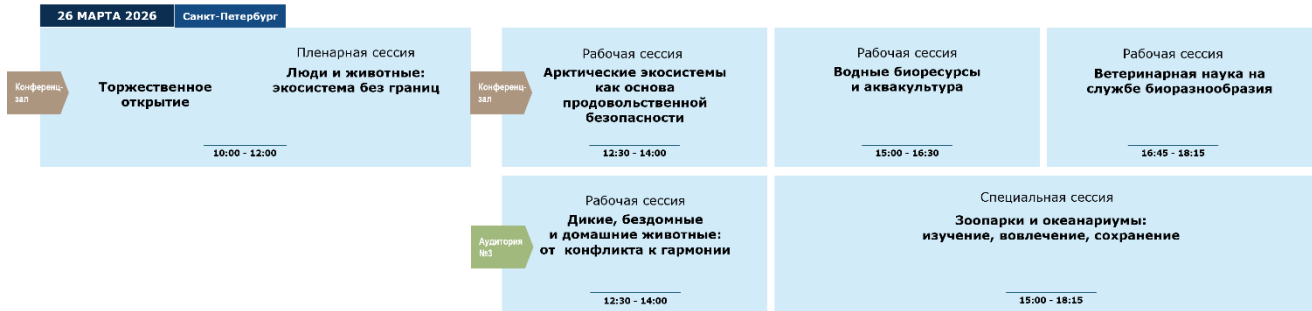 26 МАРТА 2026
Санкт-Петербург
Конференц-
зал
Торжественное
открытие
Пленарная сессия
Люди и животные:
экосистема без границ
10:00 - 12:00
Конференц-
зал
Рабочая сессия
Арктические экосистемы
как основа
продовольственной
безопасности
12:30 - 14:00
Рабочая сессия
Водные биоресурсы
и аквакультура
15:00 - 16:30
Рабочая сессия
Ветеринарная наука на
службе биоразнообразия
16:45 - 18:15
Аудитория
№3
Рабочая сессия
Дикие, бездомные
и домашние животные:
от конфликта к гармонии
12:30 - 14:00
Специальная сессия
Зоопарки и океанариумы:
изучение, вовлечение, сохранение
15:00 - 18:15